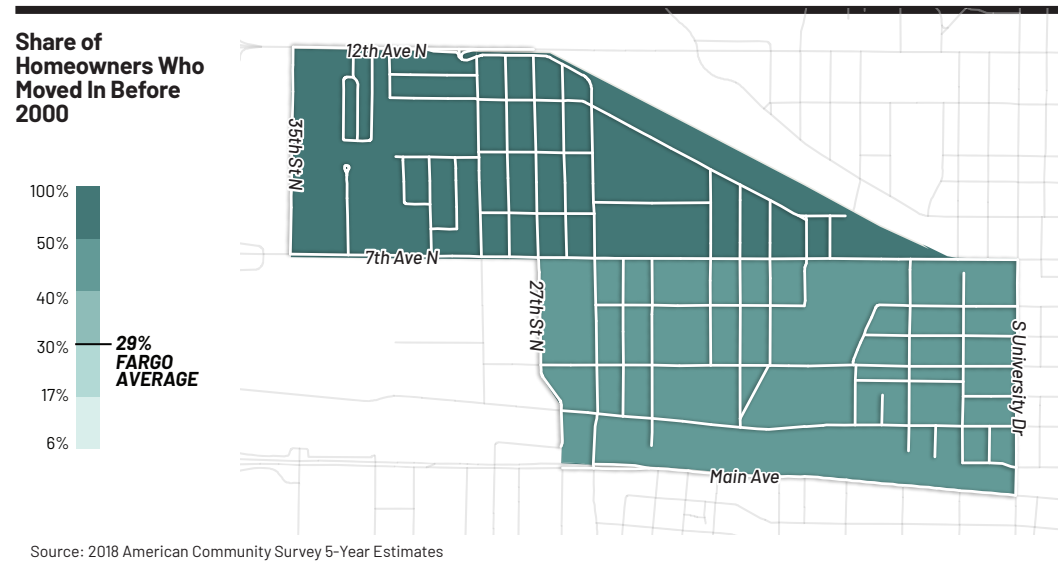 Share of
Homeowners Who
Moved In Before
2000
100%
50%
40%
30%
17%
6%
29%
FARGO
AVERAGE
12th Ave N
35th St N
7th Ave N
27th St N
S University Dr
Main Ave
Source: 2018 American Community Survey 5-Year Estimates